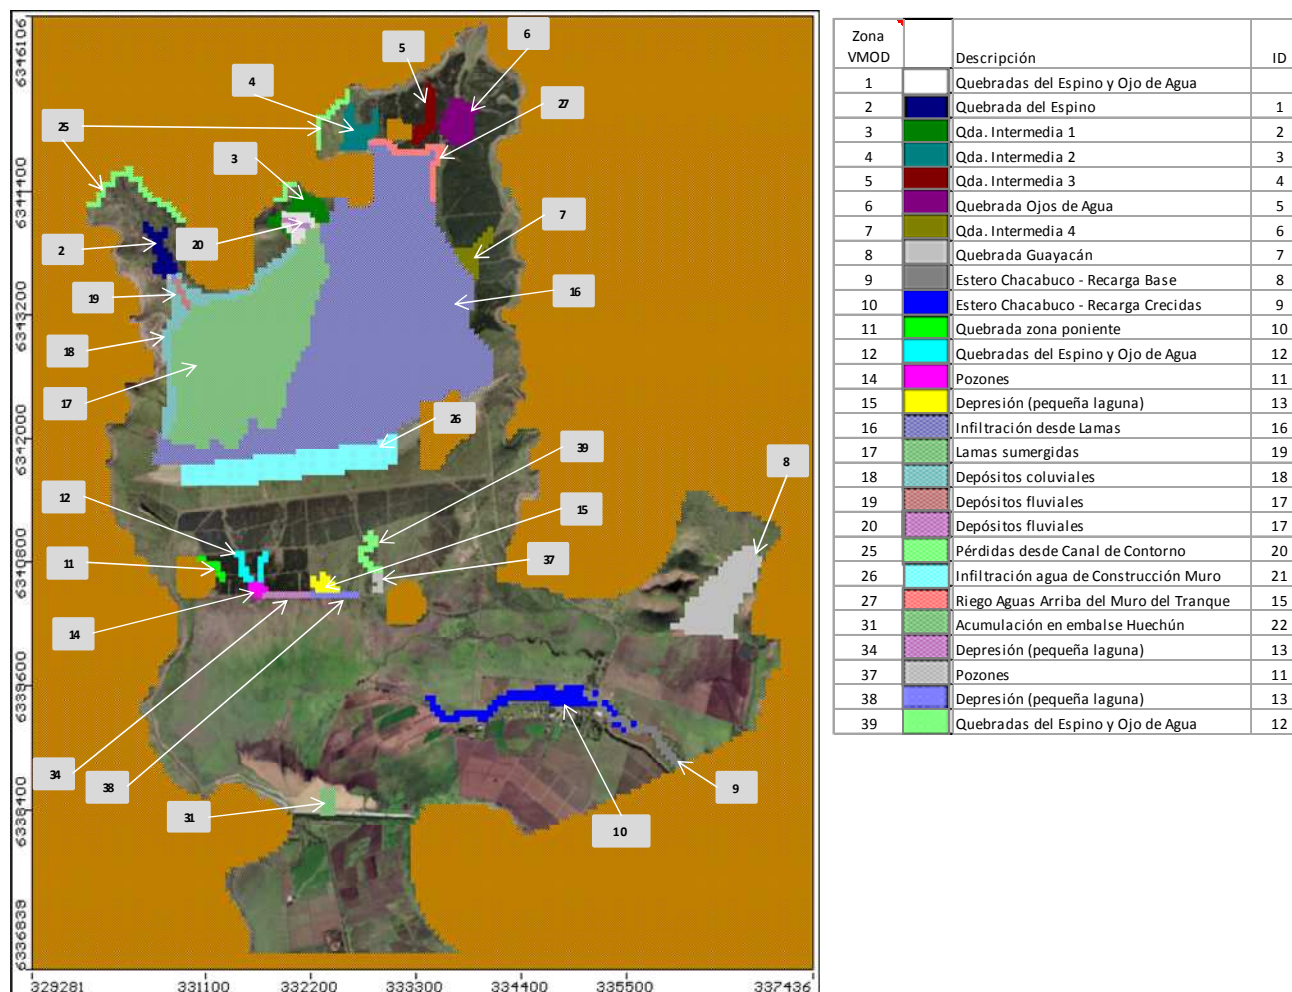 6346106
6311100
6313200
6312000
6310800
6339600
6338400
6336839
329281
331100
332200
333300
334400
335500
337436
5
6
4
27
25
3
7
2
20
16
19
18
17
26
39
8
12
15
11
37
14
34
38
9
31
10
Zona VMOD Descripción ID
1 Quebradas del Espino y Ojo de Agua
2 Quebrada del Espino 1
3 Qda. Intermedia 1 2
4 Qda. Intermedia 2 3
5 Qda. Intermedia 3 4
6 Quebrada Ojos de Agua 5
7 Qda. Intermedia 4 6
8 Quebrada Guayacán 7
9 Estero Chacabuco - Recarga Base 8
10 Estero Chacabuco - Recarga Crecidas 9
11 Quebrada zona poniente 10
12 Quebradas del Espino y Ojo de Agua 12
14 Pozones 11
15 Depresión (pequeña laguna) 13
16 Infiltración desde Lamas 16
17 Lamas sumergidas 19
18 Depósitos coluviales 18
19 Depósitos fluviales 17
20 Depósitos fluviales 17
25 Pérdidas desde Canal de Contorno 20
26 Infiltración agua de Construcción Muro 21
27 Riego Aguas Arriba del Muro del Tranque 15
31 Acumulación en embalse Huechún 22
34 Depresión (pequeña laguna) 13
37 Pozones 11
38 Depresión (pequeña laguna) 13
39 Quebradas del Espino y Ojo de Agua 12